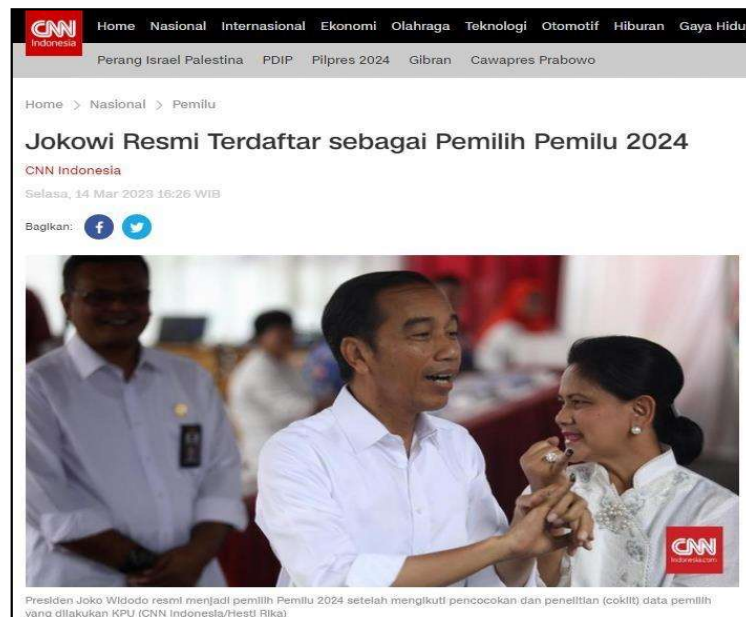 CNN
Indonesia
Home Nasional Internasional Ekonomi Olahraga Teknologi Otomotif Hiburan Gaya Hidu
Perang Israel Palestina PDIP Pilpres 2024 Gibran Cawapres Prabowo
Home > Nasional > Pemilu
Jokowi Resmi Terdaftar sebagai Pemilih Pemilu 2024
CNN Indonesia
Selasa, 14 Mar 2023 16:26 WIB
Bagikan:
CNN
Indonesia.com
Presiden Joko Widodo resmi menjadi pemilih Pemilu 2024 setelah mengikuti pencocokan dan penelitian (coklit) data pemilih
yang dilakukan KPU (CNN Indonesia/Hesti Rika)